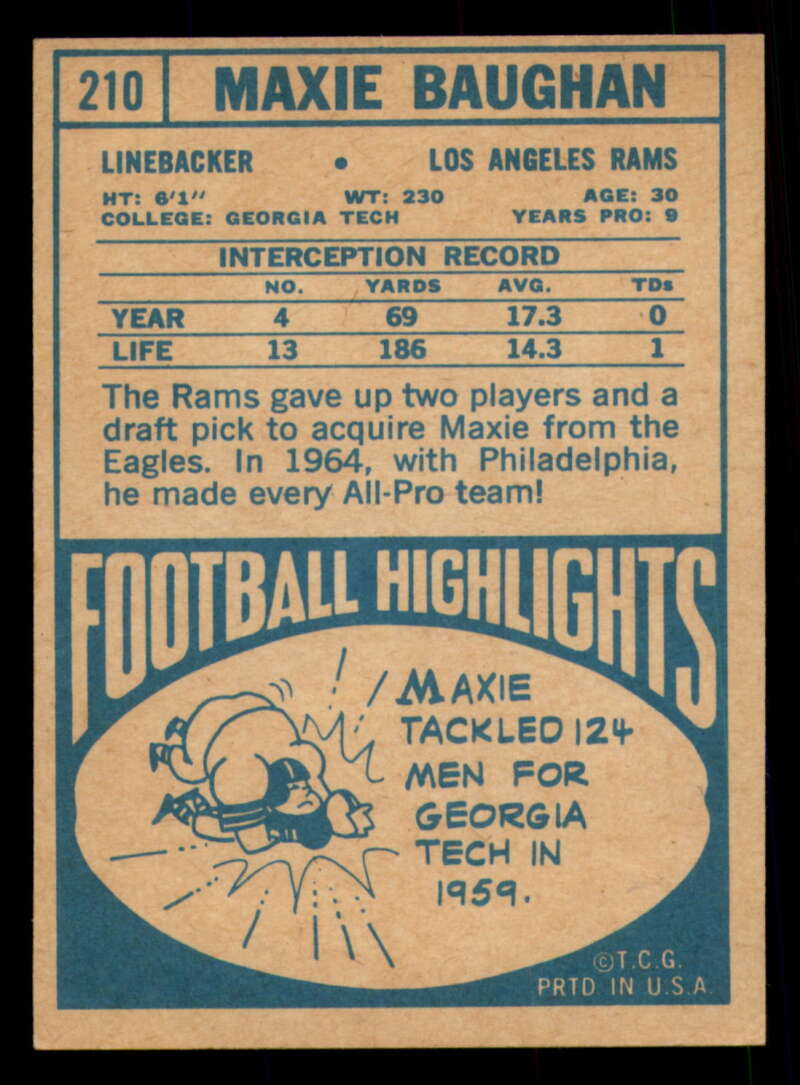 210 MAXIE BAUGHAN
LINEBACKER • LOS ANGELES RAMS
HT: 6'1" WT: 230 AGE: 30
COLLEGE: GEORGIA TECH YEARS PRO: 9
INTERCEPTION RECORD
NO. YARDS AVG. TDs
YEAR 4 69 17.3 0
LIFE 13 186 14.3 1
The Rams gave up two players and a
draft pick to acquire Maxie from the
Eagles. In 1964, with Philadelphia,
he made every All-Pro team!
FOOTBALL HIGHLIGHTS
MAXIE
TACKLED 124
MEN FOR
GEORGIA
TECH IN
1959.
©T.C.G.
PRTD IN U.S.A.